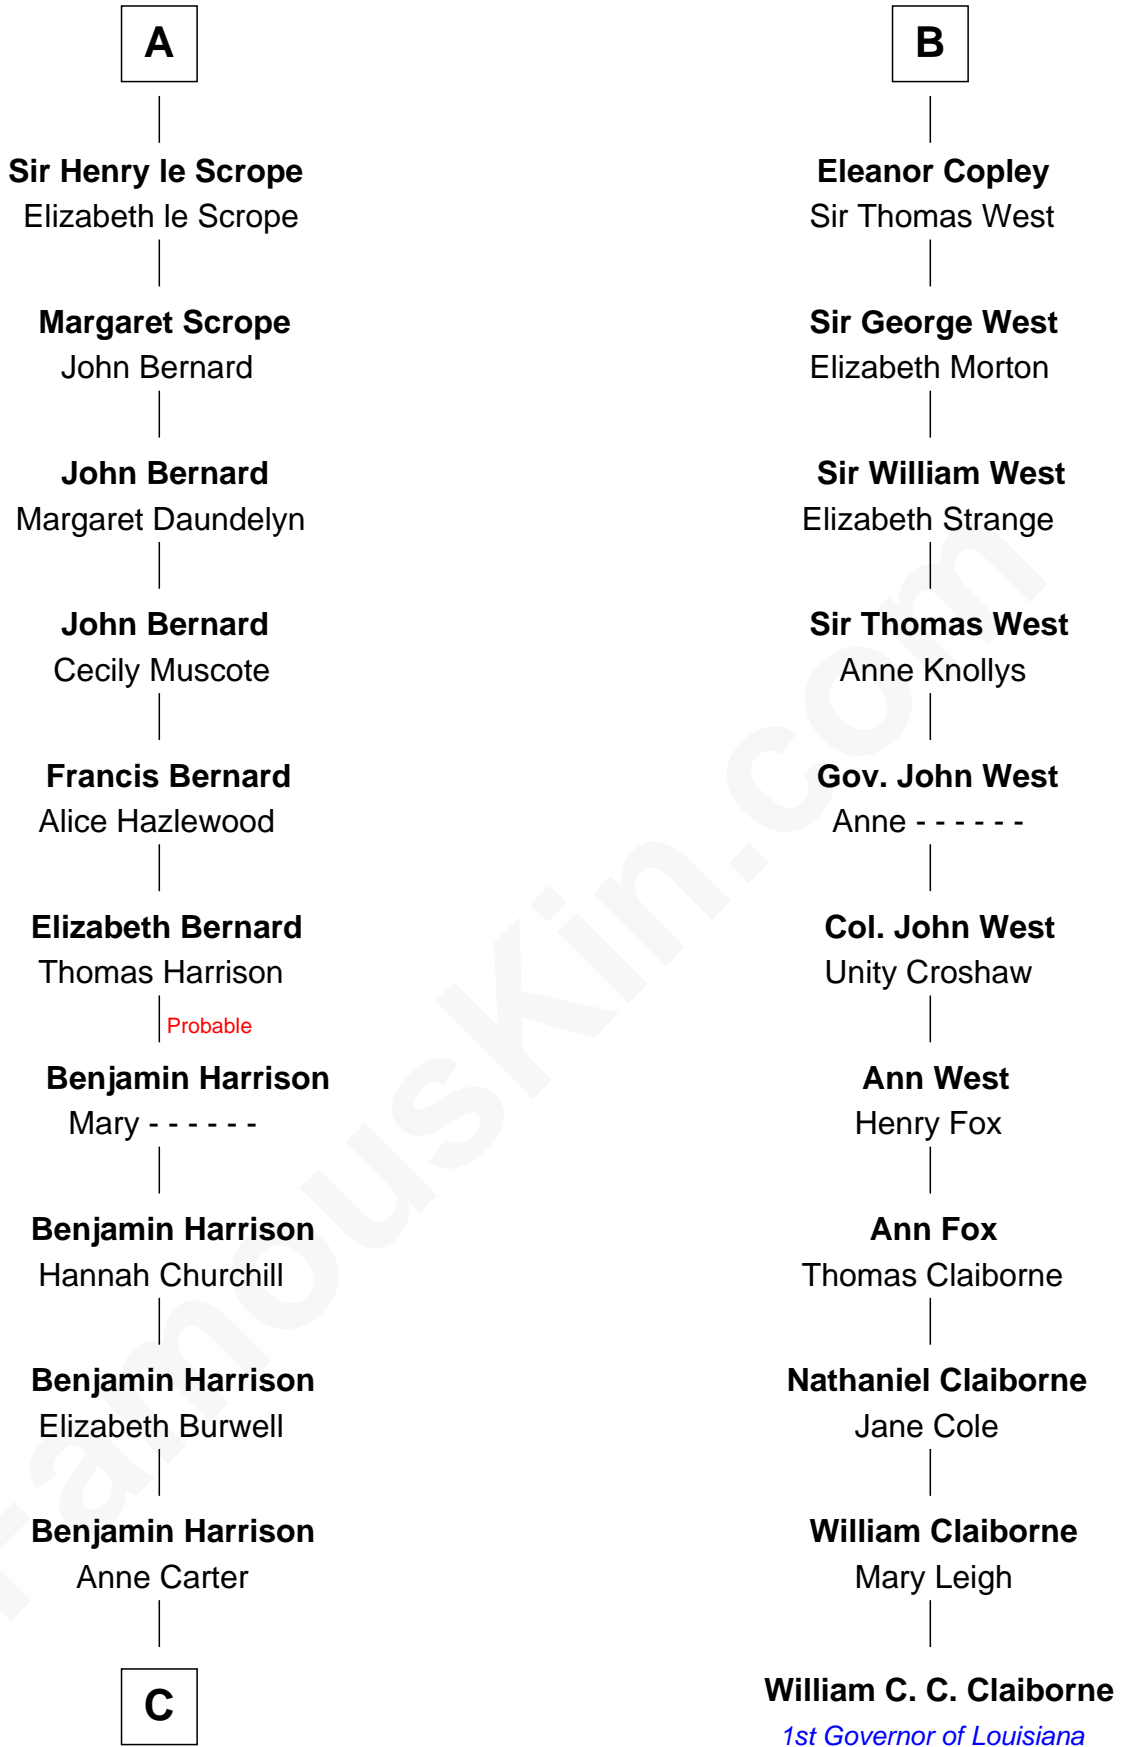 A
Sir Henry le Scrope
Elizabeth le Scrope
Margaret Scrope
John Bernard
John Bernard
Margaret Daundelyn
John Bernard
Cecily Muscote
Francis Bernard
Alice Hazlewood
Elizabeth Bernard
Thomas Harrison
Probable
Benjamin Harrison
Mary - - - - - -
Benjamin Harrison
Hannah Churchill
Benjamin Harrison
Elizabeth Burwell
Benjamin Harrison
Anne Carter
C
B
Eleanor Copley
Sir Thomas West
Sir George West
Elizabeth Morton
Sir William West
Elizabeth Strange
Sir Thomas West
Anne Knollys
Gov. John West
Anne - - - - - -
Col. John West
Unity Croshaw
Ann West
Henry Fox
Ann Fox
Thomas Claiborne
Nathaniel Claiborne
Jane Cole
William Claiborne
Mary Leigh
William C. C. Claiborne
1st Governor of Louisiana
FamousKin.com